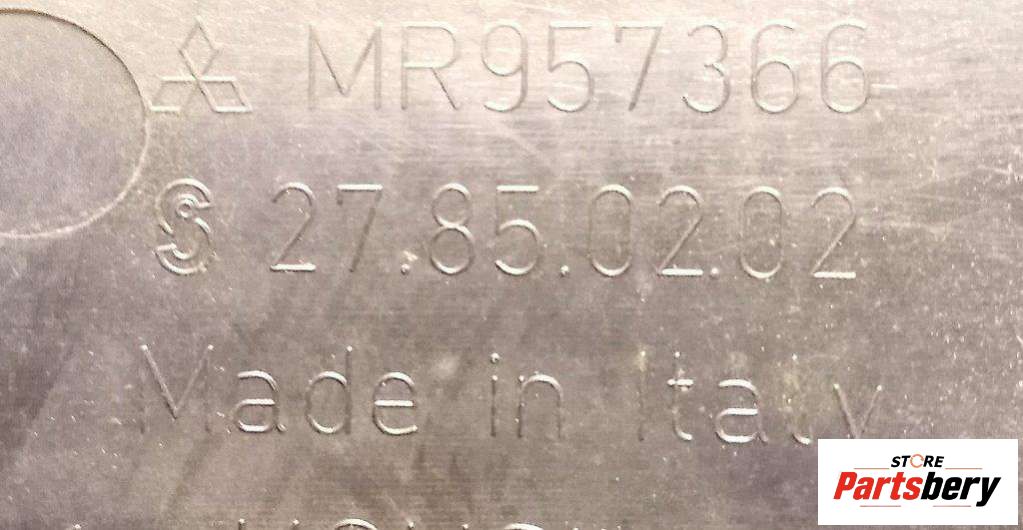 MR957366
S 27.85.02.02
Made in Italy
STORE
Partsbery